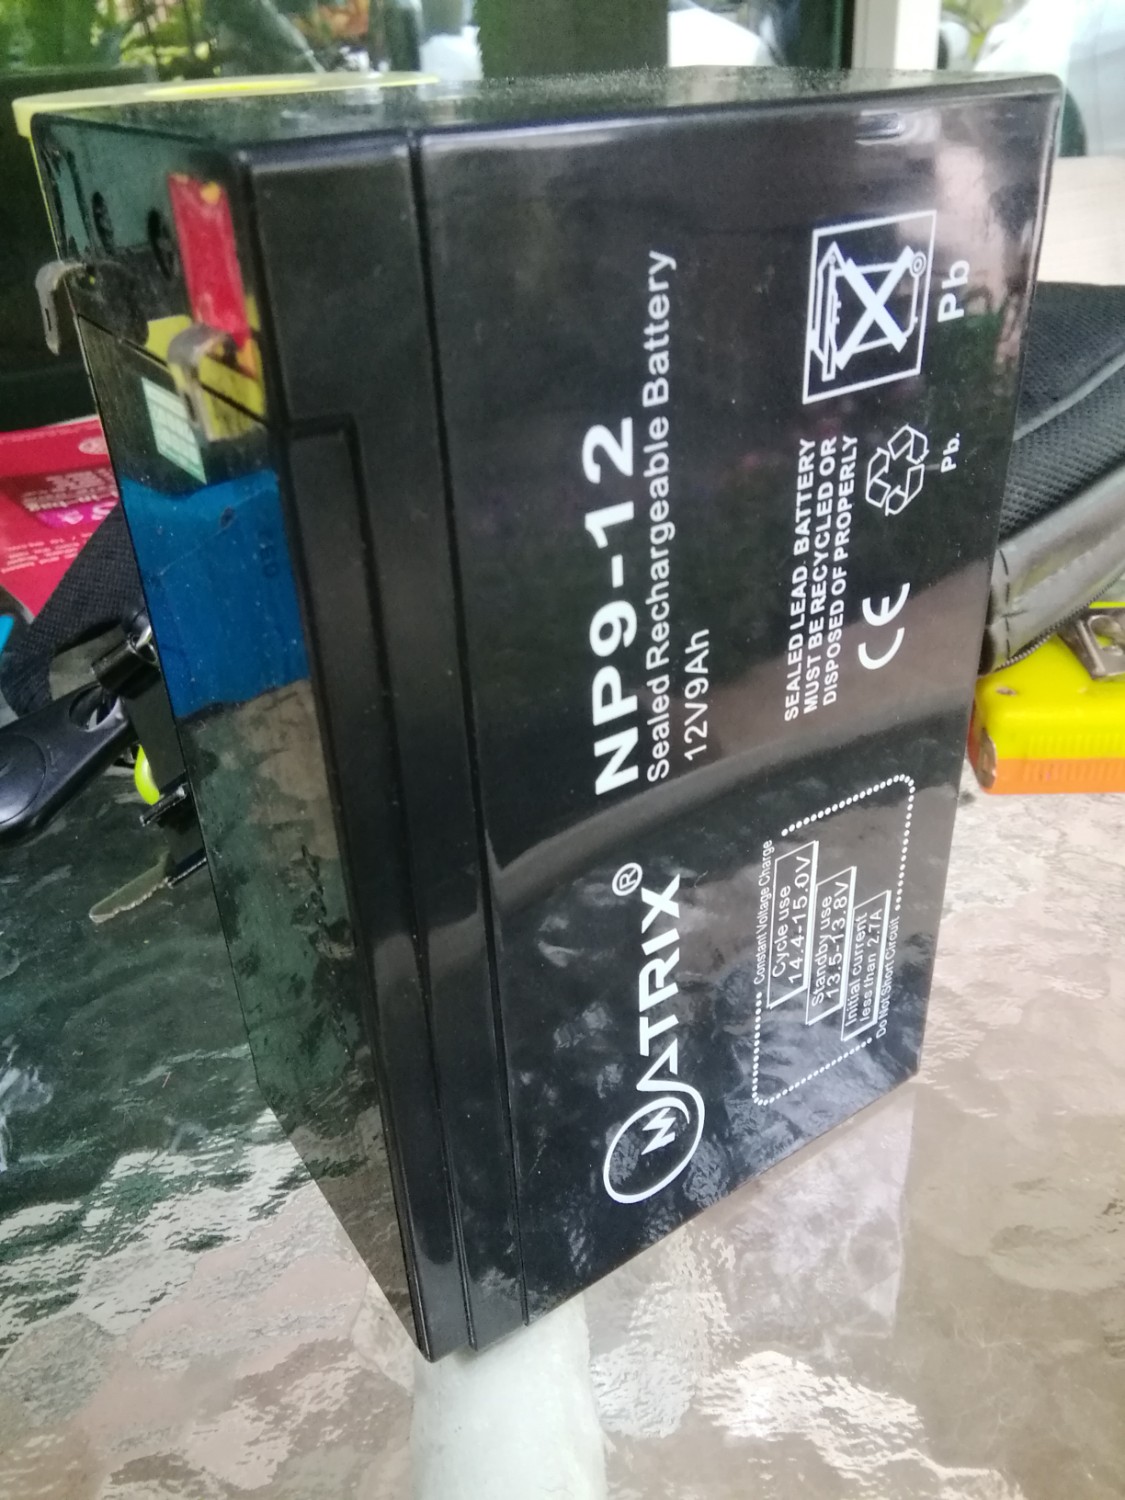 MATRIX®
NP9-12
Sealed Rechargeable Battery
12V9Ah
Constant Voltage Charge
Cycle use
14.4-15.0V
Standby use
13.5-13.8V
Initial current
less than 2.7A
Do Not Short Circuit
SEALED LEAD. BATTERY
MUST BE RECYCLED OR
DISPOSED OF PROPERLY
CE
Pb.
Pb